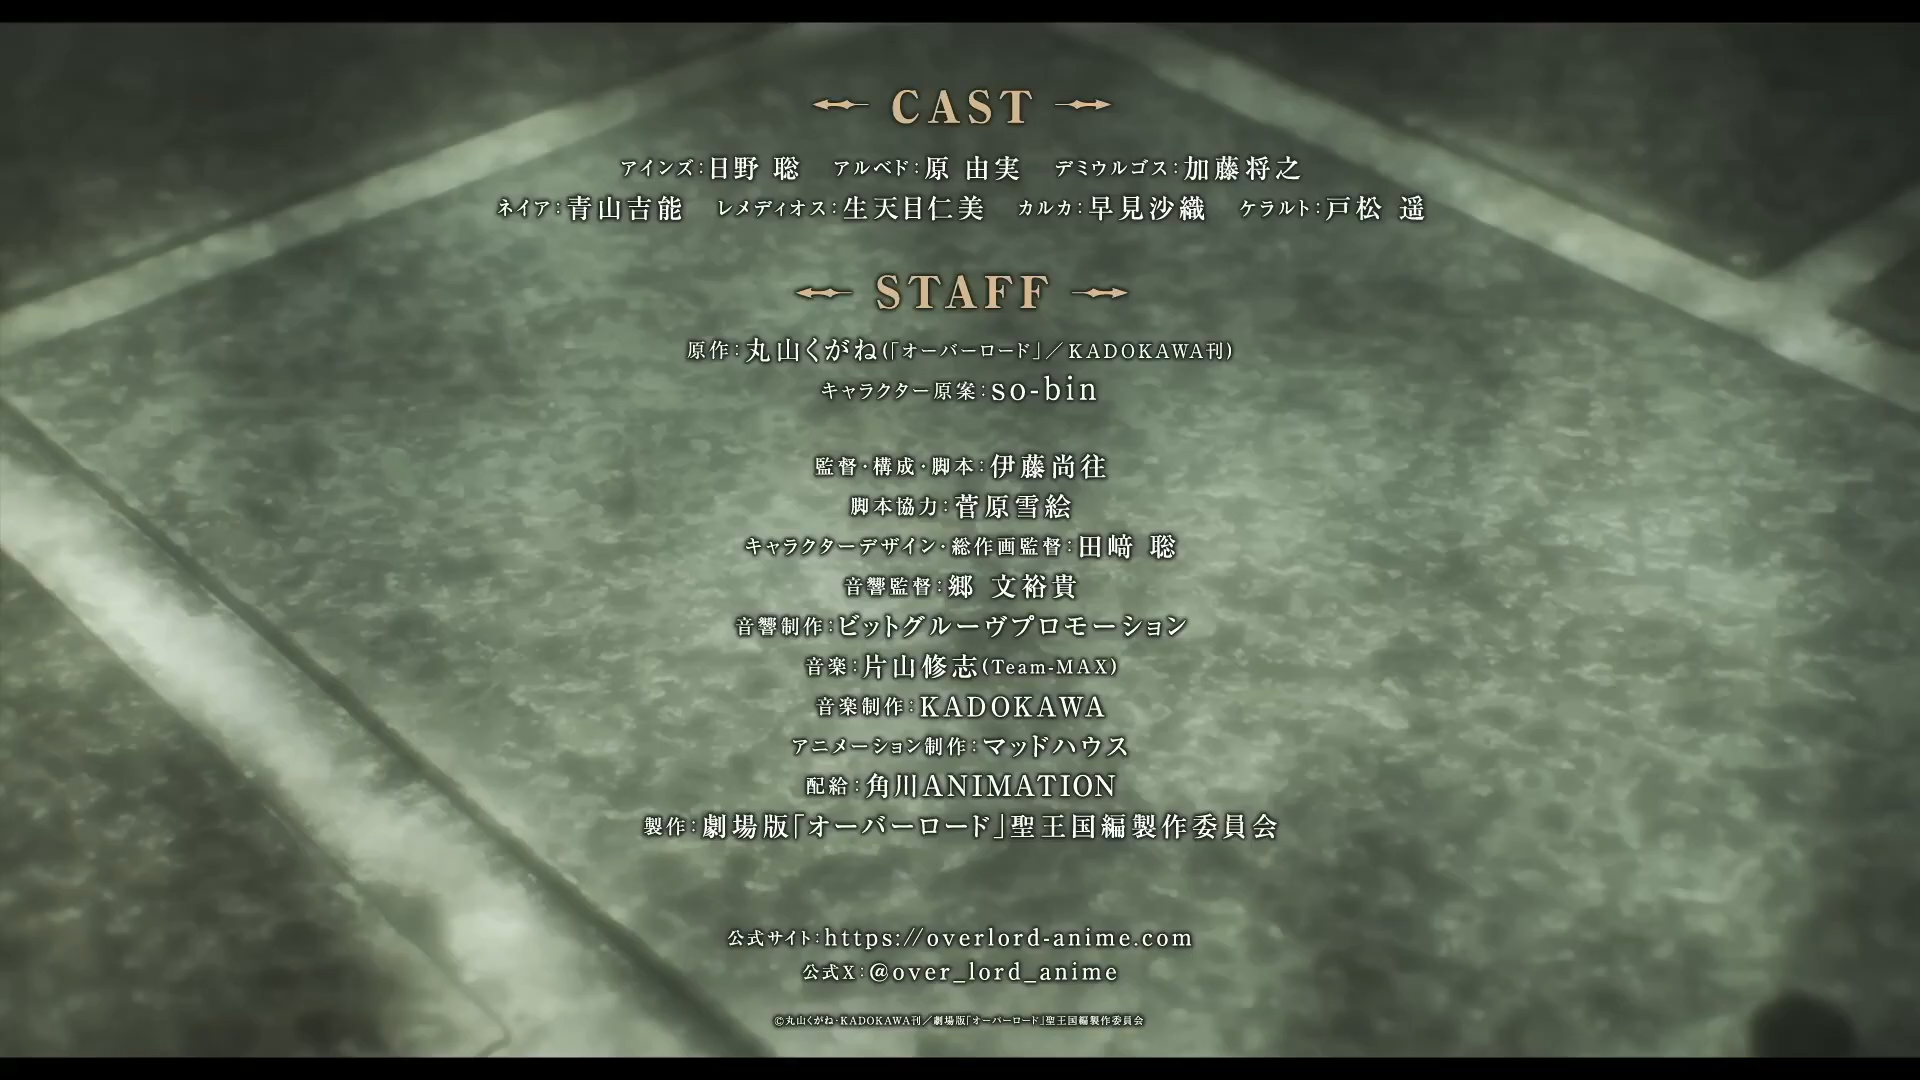 CAST
アインズ:日野 聡 アルベド:原 由実 デミウルゴス:加藤将之
ネイア:青山吉能 レメディオス:生天目仁美 カルカ:早見沙織 ケラルト:戸松 遥
STAFF
原作:丸山くがね(「オーバーロード」/KADOKAWA刊)
キャラクター原案:so-bin
監督・構成・脚本:伊藤尚往
脚本協力:菅原雪絵
キャラクターデザイン・総作画監督:田﨑 聡
音響監督:郷 文裕貴
音響制作:ビットグルーヴプロモーション
音楽:片山修志(Team-MAX)
音楽制作:KADOKAWA
アニメーション制作:マッドハウス
配給:角川ANIMATION
製作:劇場版「オーバーロード」聖王国編製作委員会
公式サイト:https://overlord-anime.com
公式X:@over_lord_anime
©丸山くがね・KADOKAWA刊/劇場版「オーバーロード」聖王国編製作委員会